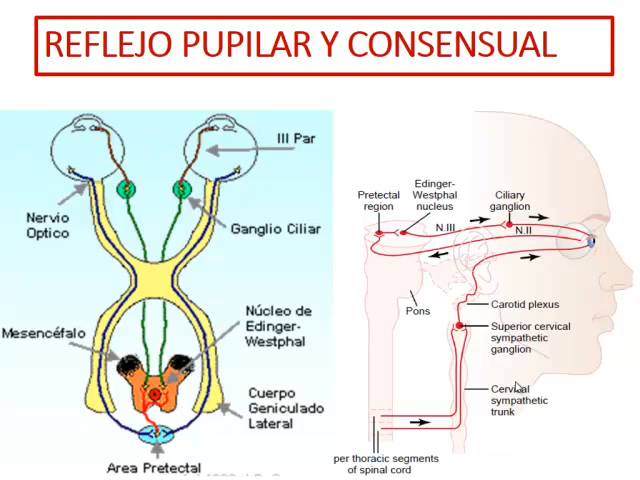 REFLEJO PUPILAR Y CONSENSUAL
III Par
Nervio
Optico
Ganglio Ciliar
Mesencéfalo
Núcleo de
Edinger-
Westphal
Cuerpo
Geniculado
Lateral
Area Pretectal
Pretectal
region
Edinger-
Westphal
nucleus
Ciliary
ganglion
N.III
N.II
Pons
Carotid plexus
Superior cervical
sympathetic
ganglion
Cervical
sympathetic
trunk
per thoracic segments
of spinal cord